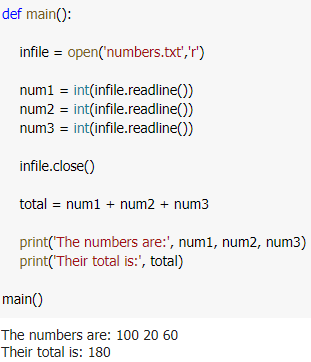 def main():
    infile = open('numbers.txt','r')
    num1 = int(infile.readline())
    num2 = int(infile.readline())
    num3 = int(infile.readline())
    infile.close()
    total = num1 + num2 + num3
    print('The numbers are:', num1, num2, num3)
    print('Their total is:', total)
main()
The numbers are: 100 20 60
Their total is: 180